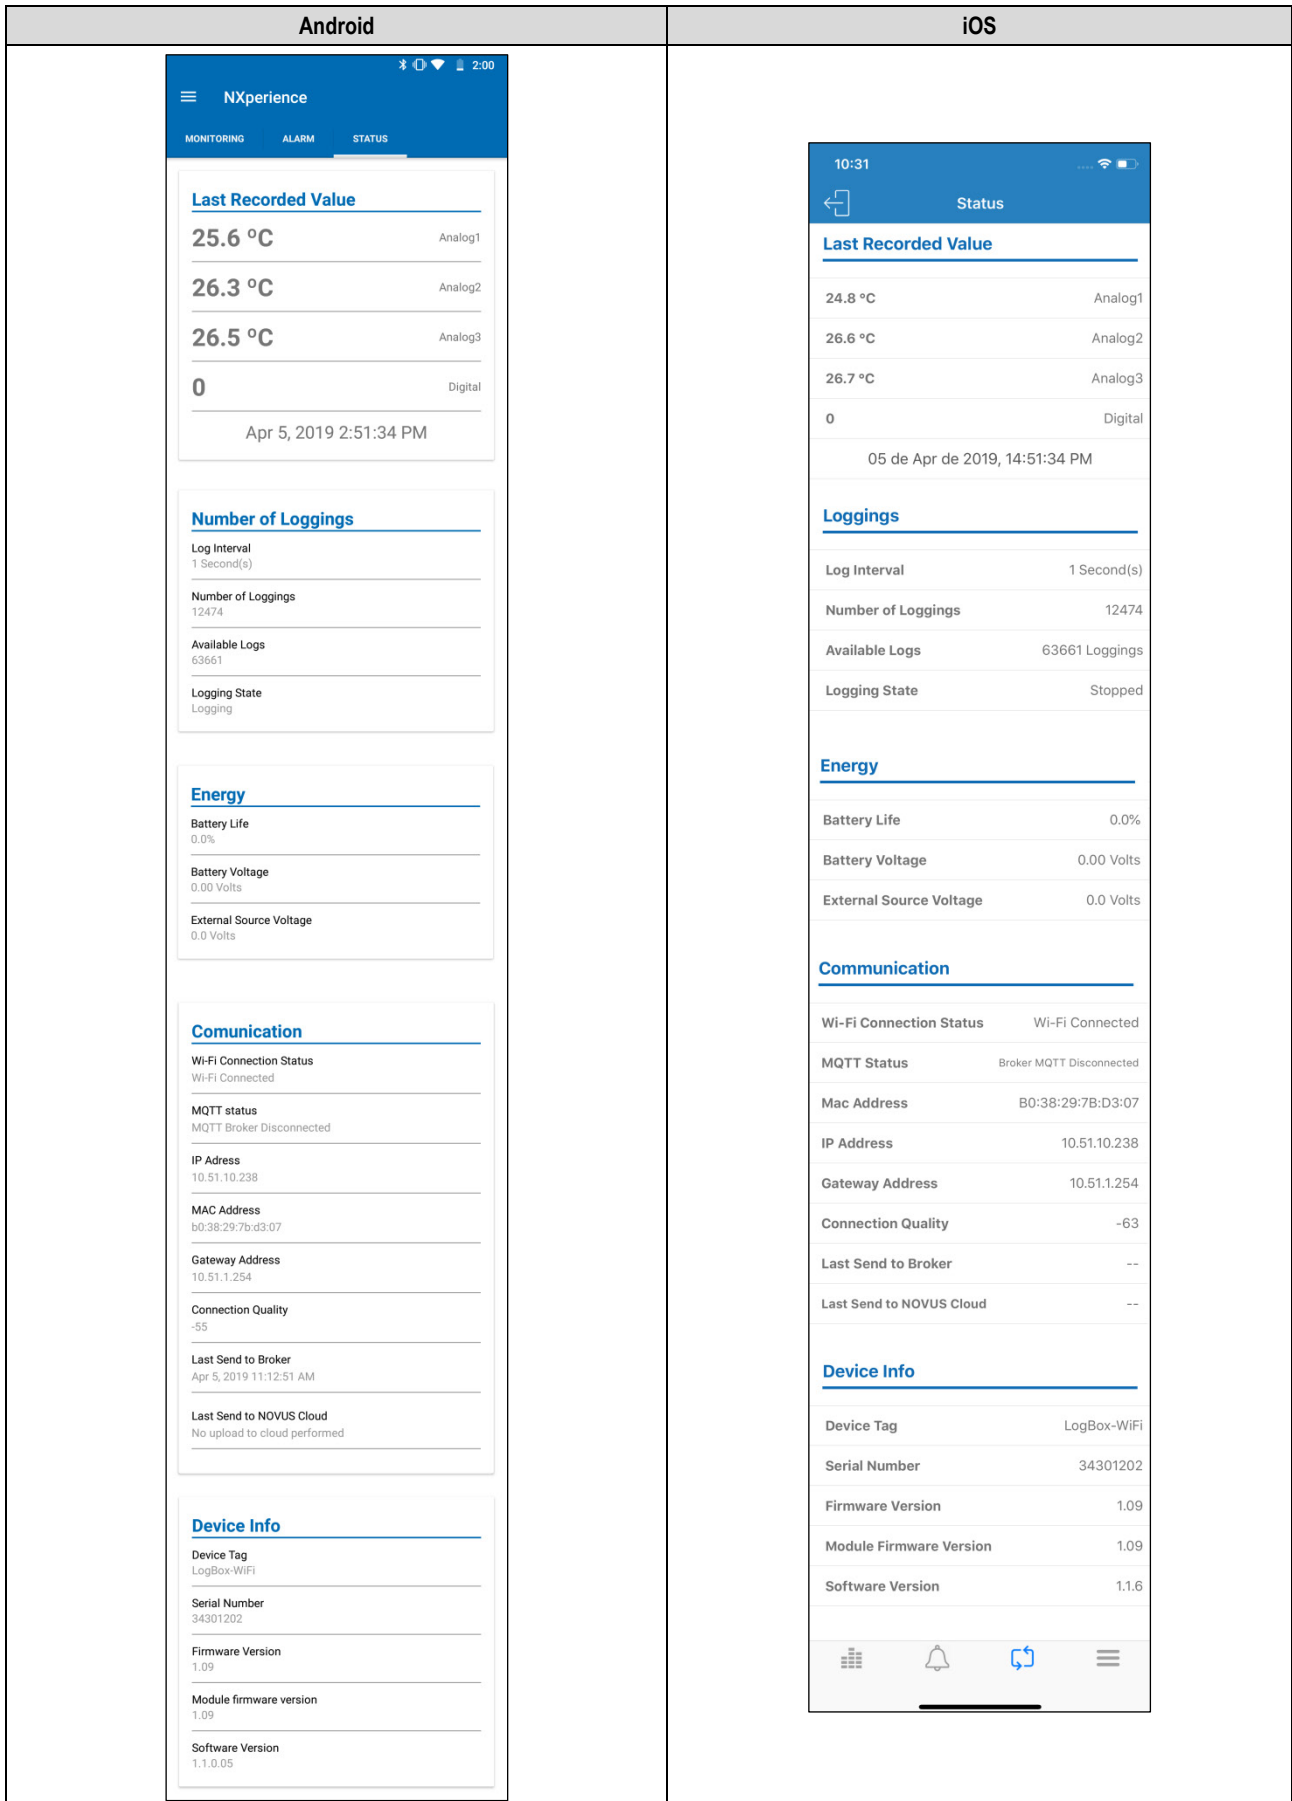 Android
iOS
2:00
NXperience
MONITORING ALARM STATUS
Last Recorded Value
25.6 ºC Analog1
26.3 ºC Analog2
26.5 ºC Analog3
0 Digital
Apr 5, 2019 2:51:34 PM
Number of Loggings
Log Interval
1 Second(s)
Number of Loggings
12474
Available Logs
63661
Logging State
Logging
Energy
Battery Life
0.0%
Battery Voltage
0.00 Volts
External Source Voltage
0.0 Volts
Comunication
Wi-Fi Connection Status
Wi-Fi Connected
MQTT status
MQTT Broker Disconnected
IP Adress
10.51.10.238
MAC Address
b0:38:29:7b:d3:07
Gateway Address
10.51.1.254
Connection Quality
-55
Last Send to Broker
Apr 5, 2019 11:12:51 AM
Last Send to NOVUS Cloud
No upload to cloud performed
Device Info
Device Tag
LogBox-WiFi
Serial Number
34301202
Firmware Version
1.09
Module firmware version
1.09
Software Version
1.1.0.05
10:31
Status
Last Recorded Value
24.8 ºC Analog1
26.6 ºC Analog2
26.7 ºC Analog3
0 Digital
05 de Apr de 2019, 14:51:34 PM
Loggings
Log Interval 1 Second(s)
Number of Loggings 12474
Available Logs 63661 Loggings
Logging State Stopped
Energy
Battery Life 0.0%
Battery Voltage 0.00 Volts
External Source Voltage 0.0 Volts
Communication
Wi-Fi Connection Status Wi-Fi Connected
MQTT Status Broker MQTT Disconnected
Mac Address B0:38:29:7B:D3:07
IP Address 10.51.10.238
Gateway Address 10.51.1.254
Connection Quality -63
Last Send to Broker --
Last Send to NOVUS Cloud --
Device Info
Device Tag LogBox-WiFi
Serial Number 34301202
Firmware Version 1.09
Module Firmware Version 1.09
Software Version 1.1.6